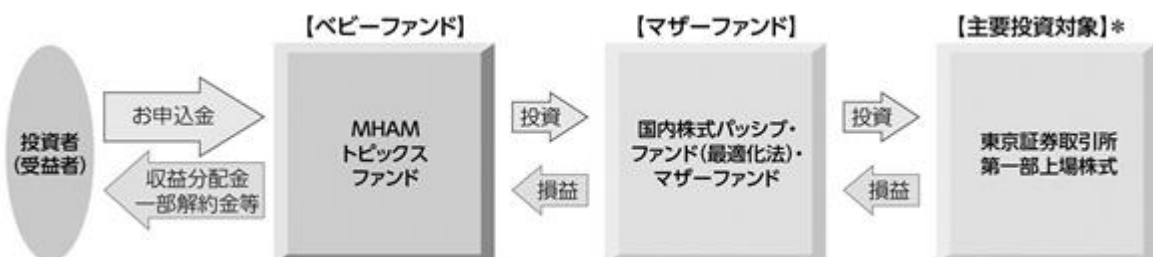 【ベビーファンド】
【マザーファンド】
【主要投資対象】*
投資者
(受益者)
お申込金
収益分配金
一部解約金等
MHAM
トピックス
ファンド
投資
損益
国内株式パッシブ・
ファンド(最適化法)・
マザーファンド
投資
損益
東京証券取引所
第一部上場株式